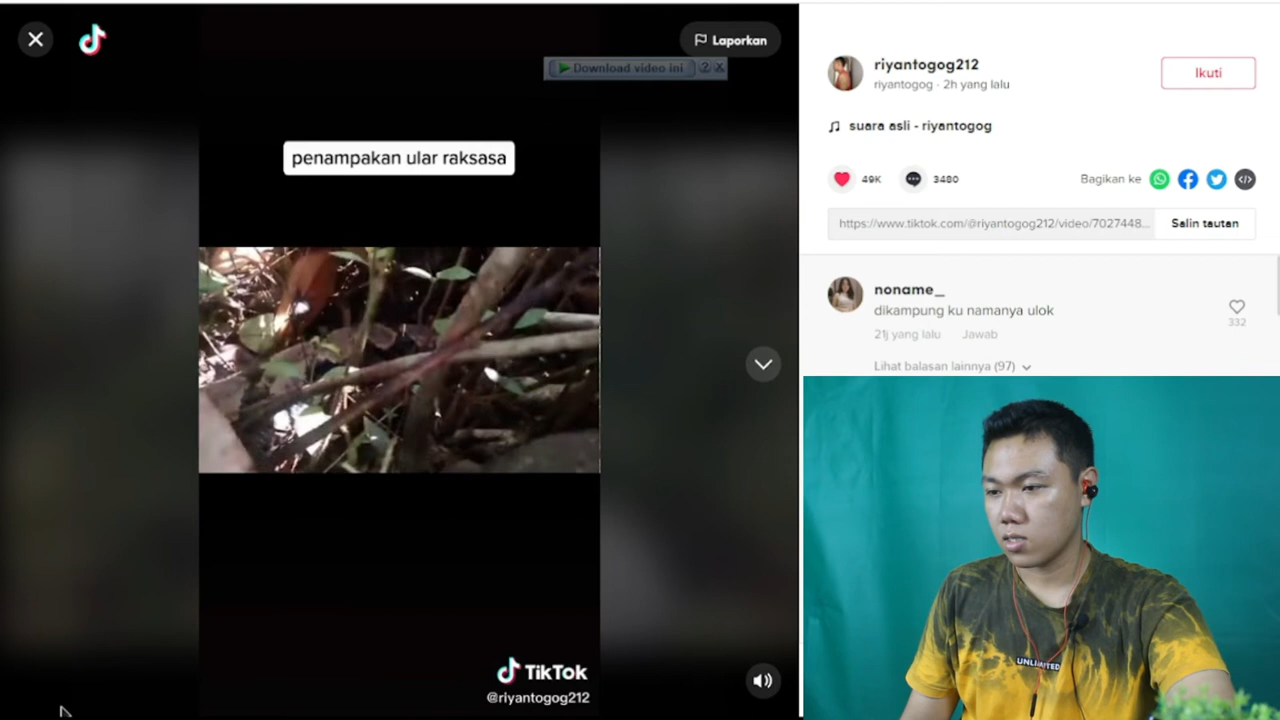 Laporkan
Download video ini
?
X
penampakan ular raksasa
TikTok
@riyantogog212
riyantogog212
riyantogog · 2h yang lalu
Ikuti
suara asli - riyantogog
49K
3480
Bagikan ke
https://www.tiktok.com/@riyantogog212/video/7027448...
Salin tautan
noname_
dikampung ku namanya ulok
332
21j yang lalu
Jawab
Lihat balasan lainnya (97)
UNLIMITED